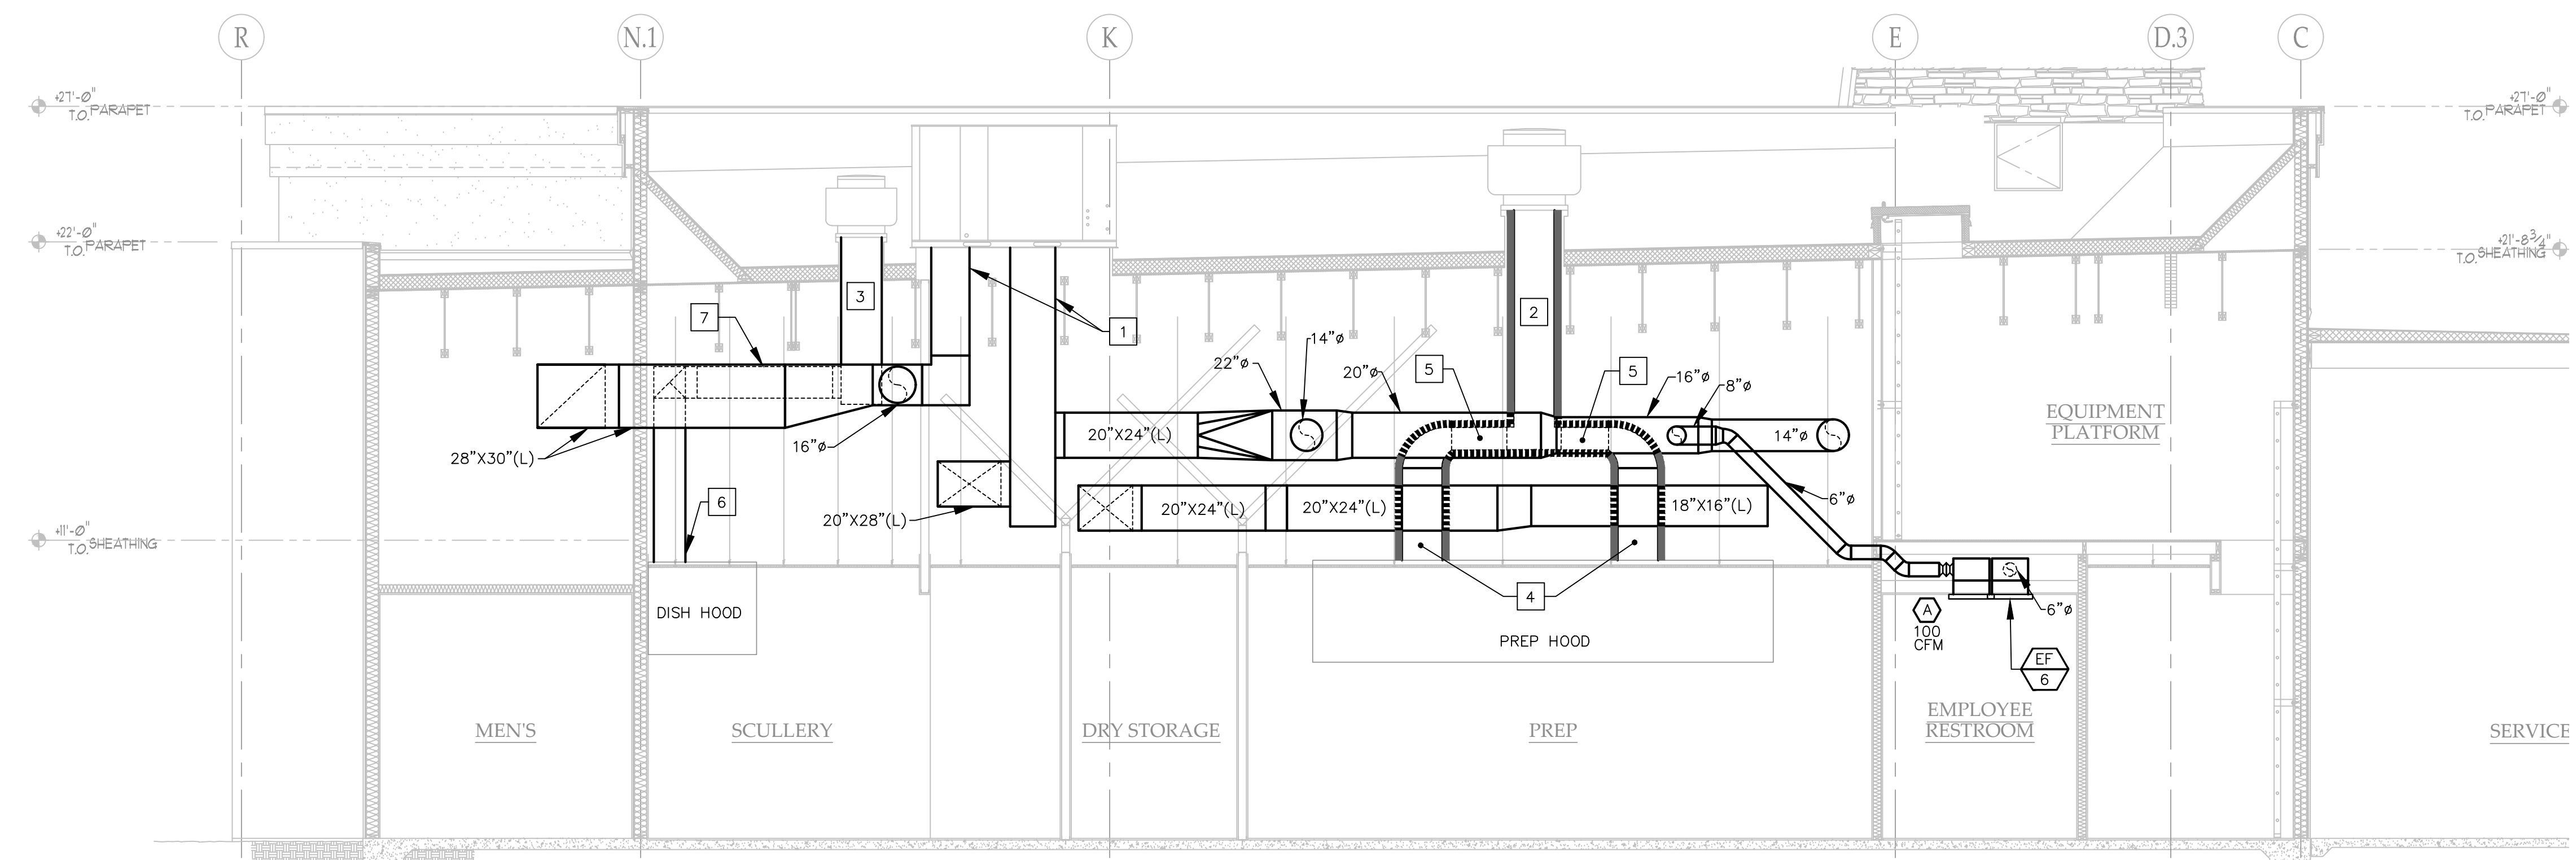 R
N.1
K
E
D.3
C
+27'-0"
T.O. PARAPET
+27'-0"
T.O. PARAPET
+22'-0"
T.O. PARAPET
+21'-8 3/4"
T.O. SHEATHING
3
2
7
1
14"ø
22"ø
5
20"ø
5
16"ø
8"ø
EQUIPMENT
PLATFORM
20"X24"(L)
14"ø
16"ø
28"X30"(L)
6
20"X28"(L)
20"X24"(L)
20"X24"(L)
18"X16"(L)
6"ø
+11'-0"
T.O. SHEATHING
DISH HOOD
4
PREP HOOD
A
100
CFM
6"ø
EF
6
MEN'S
SCULLERY
DRY STORAGE
PREP
EMPLOYEE
RESTROOM
SERVICE